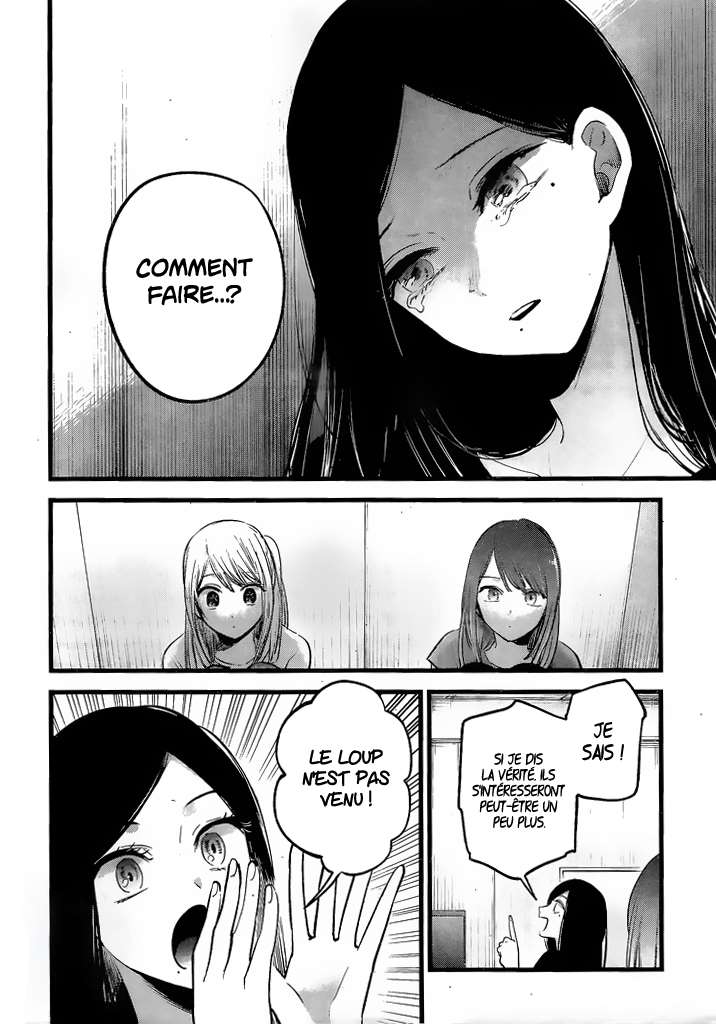 COMMENT
FAIRE...?
JE
SAIS !
SI JE DIS
LA VÉRITÉ. ILS
S'INTÉRESSERONT
PEUT-ÊTRE UN
PEU PLUS.
LE LOUP
N'EST PAS
VENU !